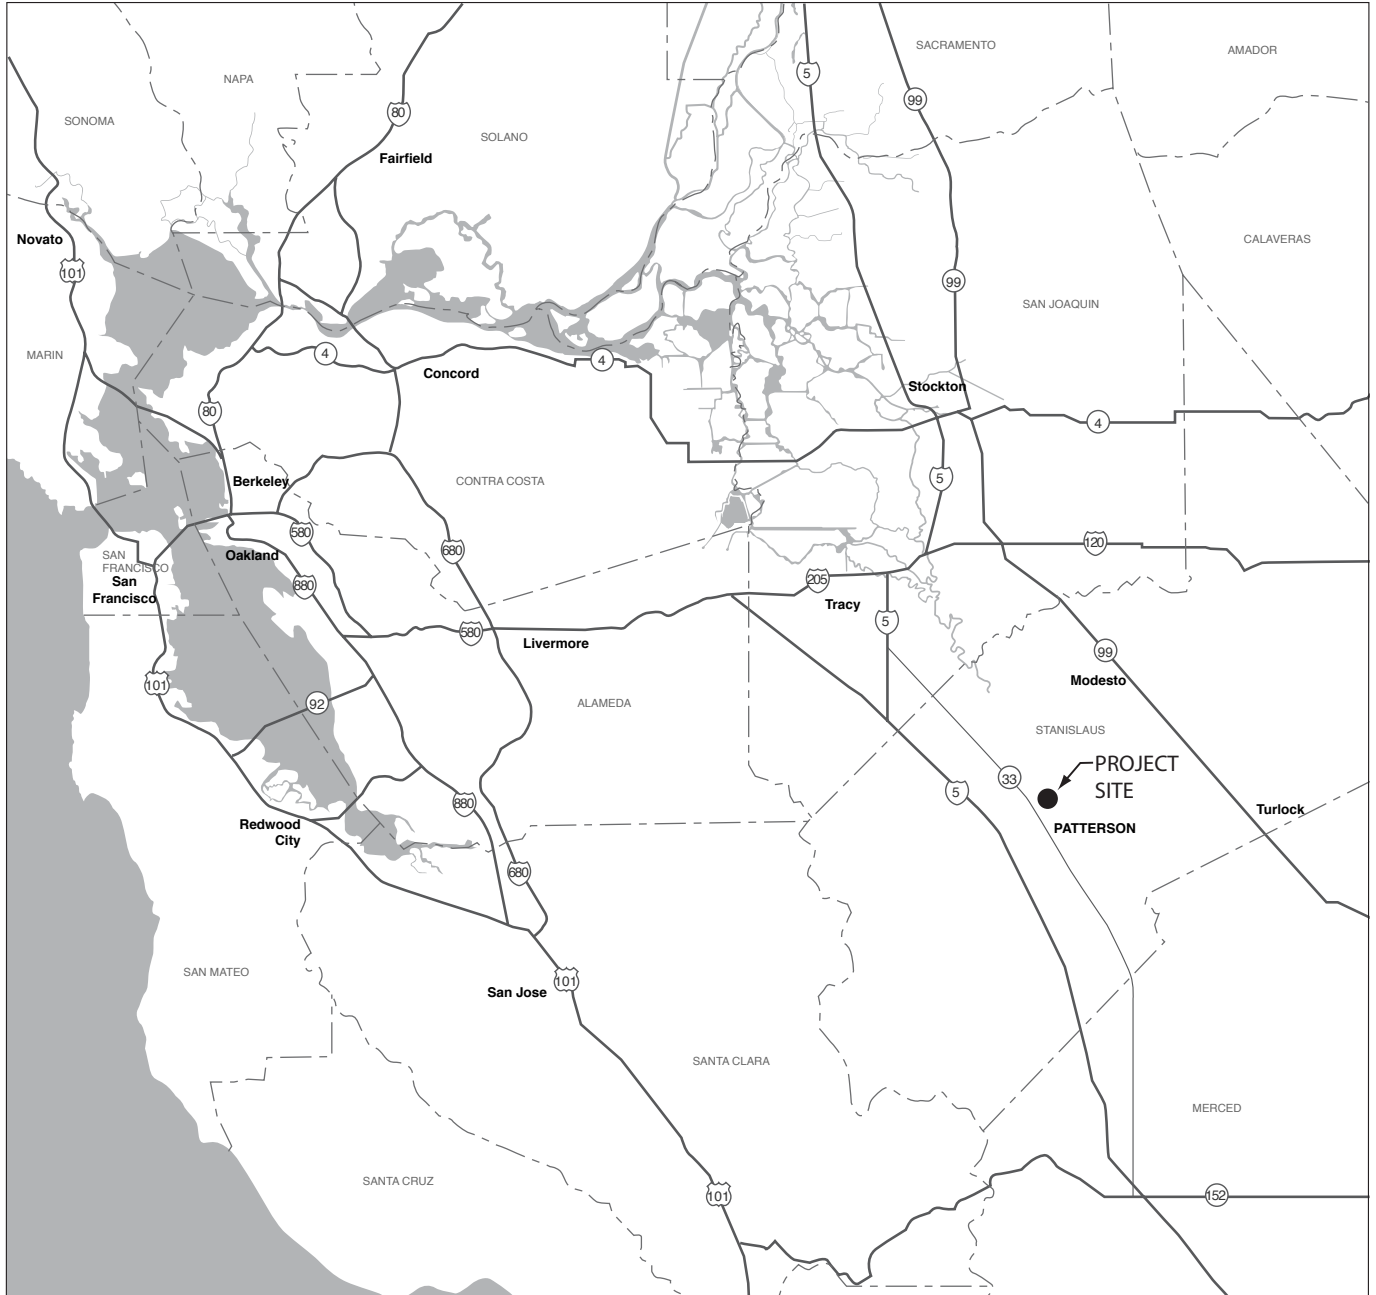 SACRAMENTO
AMADOR
5
NAPA
80
99
SONOMA
SOLANO
Fairfield
Novato
CALAVERAS
101
99
SAN JOAQUIN
MARIN
4
4
Concord
Stockton
80
4
Berkeley
CONTRA COSTA
5
580
Oakland
680
120
SAN
FRANCISCO
San
Francisco
880
205
Tracy
5
580
Livermore
99
Modesto
101
92
ALAMEDA
STANISLAUS
PROJECT
SITE
33
5
880
Turlock
Redwood
City
PATTERSON
680
SAN MATEO
101
San Jose
SANTA CLARA
MERCED
SANTA CRUZ
101
152